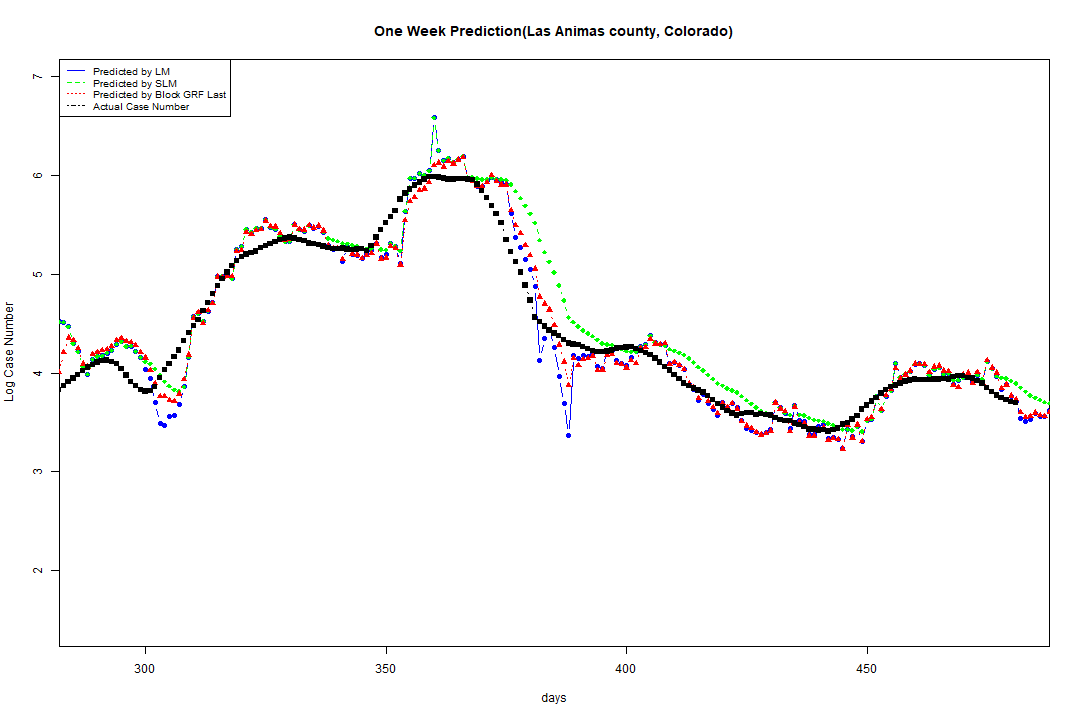 One Week Prediction(Las Animas county, Colorado)
Predicted by LM
Predicted by SLM
Predicted by Block GRF Last
Actual Case Number
7
6
5
4
3
2
Log Case Number
300 350 400 450
days